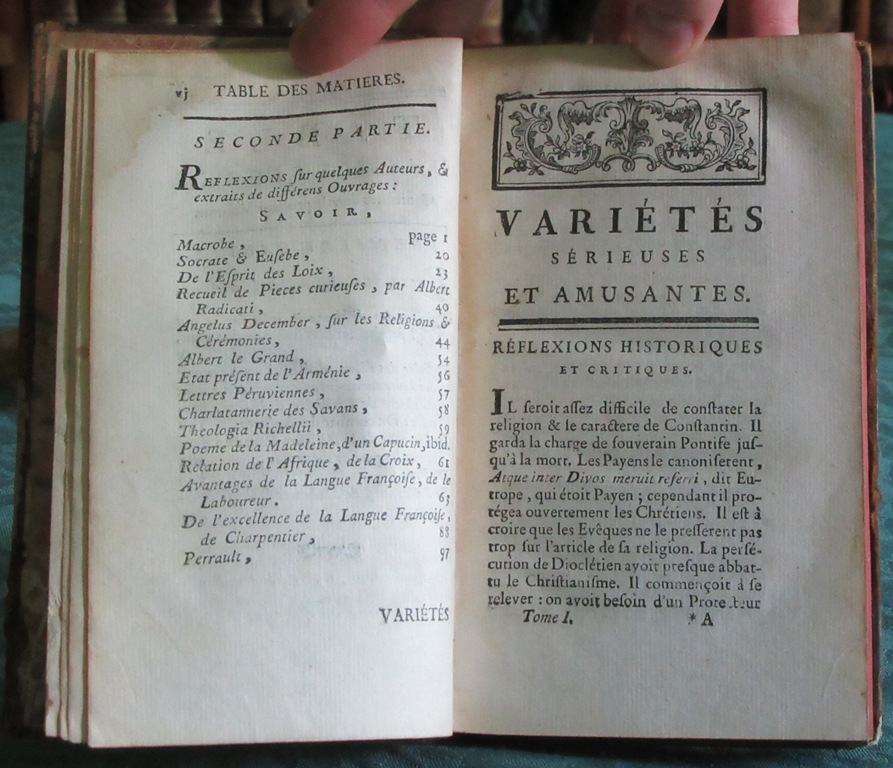 vj TABLE DES MATIERES.
SECONDE PARTIE.
REFLEXIONS ſur quelques Auteurs, &
extraits de différens Ouvrages :
SAVOIR,
Macrobe, page 1
Socrate & Euſebe, 20
De l'Eſprit des Loix, 23
Recueil de Pieces curieuſes, par Albert
Radicati, 40
Angelus December, ſur les Religions &
Cérémonies, 44
Albert le Grand, 54
Etat préſent de l'Arménie, 56
Lettres Péruviennes, 57
Charlatannerie des Savans, 58
Theologia Richellii, 59
Poeme de la Madeleine, d'un Capucin, ibid.
Relation de l'Afrique, de la Croix, 61
Avantages de la Langue Françoiſe, de le
Laboureur. 63
De l'excellence de la Langue Françoiſe,
de Charpentier, 88
Perrault, 97
VARIÉTÉS
VARIÉTÉS
SÉRIEUSES
ET AMUSANTES.
RÉFLEXIONS HISTORIQUES
ET CRITIQUES.
IL ſeroit aſſez difficile de conſtater la
religion & le caractere de Conſtantin. Il
garda la charge de ſouverain Pontife juſ-
qu'à la mort. Les Payens le canoniſerent,
Atque inter Divos meruit referri, dit Eu-
trope, qui étoit Payen ; cependant il pro-
tégea ouvertement les Chrétiens. Il eſt à
croire que les Evêques ne le preſſerent pas
trop ſur l'article de ſa religion. La perſé-
cution de Dioclétien avoit preſque abbat-
tu le Chriſtianiſme. Il commençoit à ſe
relever : on avoit beſoin d'un Protecteur
Tome I. *A